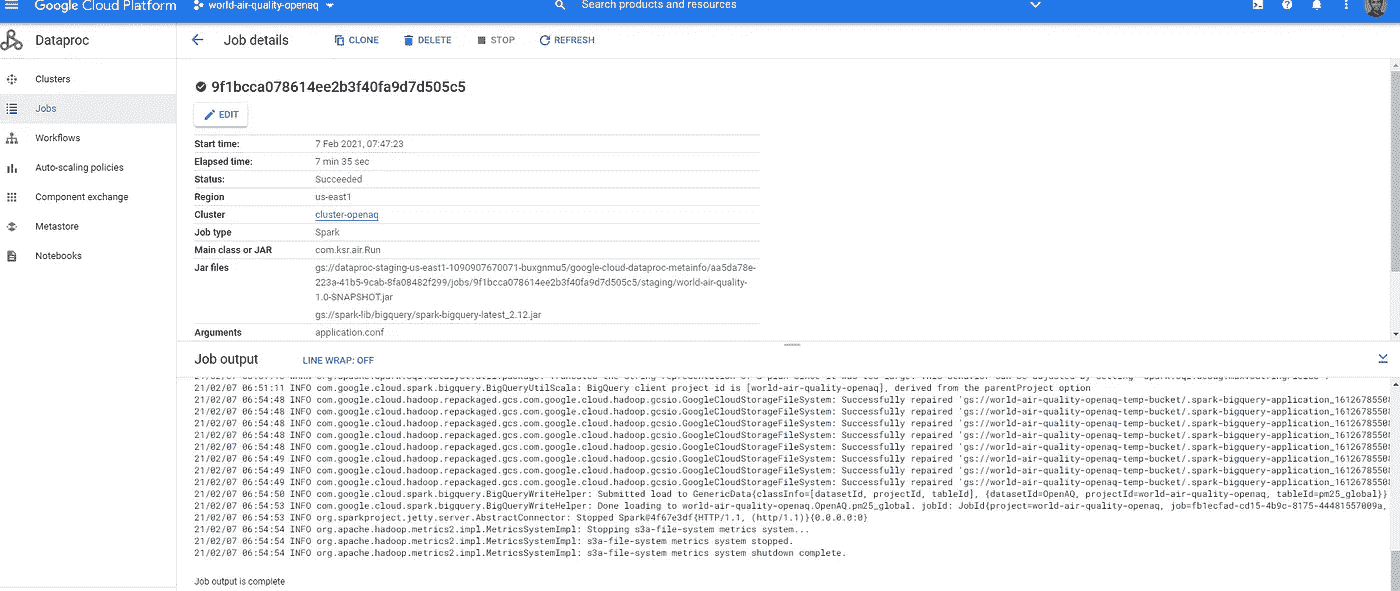 Google Cloud Platform
world-air-quality-openaq
Search products and resources
Dataproc
Job details
CLONE
DELETE
STOP
REFRESH
Clusters
Jobs
Workflows
Auto-scaling policies
Component exchange
Metastore
Notebooks
9f1bcca078614ee2b3f40fa9d7d505c5
EDIT
Start time: 7 Feb 2021, 07:47:23
Elapsed time: 7 min 35 sec
Status: Succeeded
Region us-east1
Cluster cluster-openaq
Job type Spark
Main class or JAR com.ksr.air.Run
Jar files gs://dataproc-staging-us-east1-1090907670071-buxgnmu5/google-cloud-dataproc-metainfo/aa5da78e-
223a-41b5-9cab-8fa08482f299/jobs/9f1bcca078614ee2b3f40fa9d7d505c5/staging/world-air-quality-
1.0-SNAPSHOT.jar
gs://spark-lib/bigquery/spark-bigquery-latest_2.12.jar
Arguments application.conf
Job output
LINE WRAP: OFF
21/02/07 06:51:11 INFO com.google.cloud.spark.bigquery.BigQueryUtilScala: BigQuery client project id is [world-air-quality-openaq], derived from the parentProject option
21/02/07 06:54:48 INFO com.google.cloud.hadoop.repackaged.gcs.com.google.cloud.hadoop.gcsio.GoogleCloudStorageFileSystem: Successfully repaired 'gs://world-air-quality-openaq-temp-bucket/.spark-bigquery-application_16126785508
21/02/07 06:54:48 INFO com.google.cloud.hadoop.repackaged.gcs.com.google.cloud.hadoop.gcsio.GoogleCloudStorageFileSystem: Successfully repaired 'gs://world-air-quality-openaq-temp-bucket/.spark-bigquery-application_16126785508
21/02/07 06:54:48 INFO com.google.cloud.hadoop.repackaged.gcs.com.google.cloud.hadoop.gcsio.GoogleCloudStorageFileSystem: Successfully repaired 'gs://world-air-quality-openaq-temp-bucket/.spark-bigquery-application_16126785508
21/02/07 06:54:48 INFO com.google.cloud.hadoop.repackaged.gcs.com.google.cloud.hadoop.gcsio.GoogleCloudStorageFileSystem: Successfully repaired 'gs://world-air-quality-openaq-temp-bucket/.spark-bigquery-application_16126785508
21/02/07 06:54:48 INFO com.google.cloud.hadoop.repackaged.gcs.com.google.cloud.hadoop.gcsio.GoogleCloudStorageFileSystem: Successfully repaired 'gs://world-air-quality-openaq-temp-bucket/.spark-bigquery-application_16126785508
21/02/07 06:54:49 INFO com.google.cloud.hadoop.repackaged.gcs.com.google.cloud.hadoop.gcsio.GoogleCloudStorageFileSystem: Successfully repaired 'gs://world-air-quality-openaq-temp-bucket/.spark-bigquery-application_16126785508
21/02/07 06:54:49 INFO com.google.cloud.hadoop.repackaged.gcs.com.google.cloud.hadoop.gcsio.GoogleCloudStorageFileSystem: Successfully repaired 'gs://world-air-quality-openaq-temp-bucket/.spark-bigquery-application_16126785508
21/02/07 06:54:49 INFO com.google.cloud.hadoop.repackaged.gcs.com.google.cloud.hadoop.gcsio.GoogleCloudStorageFileSystem: Successfully repaired 'gs://world-air-quality-openaq-temp-bucket/.spark-bigquery-application_16126785508
21/02/07 06:54:50 INFO com.google.cloud.spark.bigquery.BigQueryWriteHelper: Submitted load to GenericData{classInfo=[datasetId, projectId, tableId], {datasetId=OpenAQ, projectId=world-air-quality-openaq, tableId=pm25_global}}
21/02/07 06:54:53 INFO com.google.cloud.spark.bigquery.BigQueryWriteHelper: Done loading to world-air-quality-openaq.OpenAQ.pm25_global. jobId: JobId{project=world-air-quality-openaq, job=fb1ecfad-cd15-4b9c-8175-44481557009a,
21/02/07 06:54:53 INFO org.sparkproject.jetty.server.AbstractConnector: Stopped Spark@4f67e3df{HTTP/1.1, (http/1.1)}{0.0.0.0:0}
21/02/07 06:54:54 INFO org.apache.hadoop.metrics2.impl.MetricsSystemImpl: Stopping s3a-file-system metrics system...
21/02/07 06:54:54 INFO org.apache.hadoop.metrics2.impl.MetricsSystemImpl: s3a-file-system metrics system stopped.
21/02/07 06:54:54 INFO org.apache.hadoop.metrics2.impl.MetricsSystemImpl: s3a-file-system metrics system shutdown complete.
Job output is complete